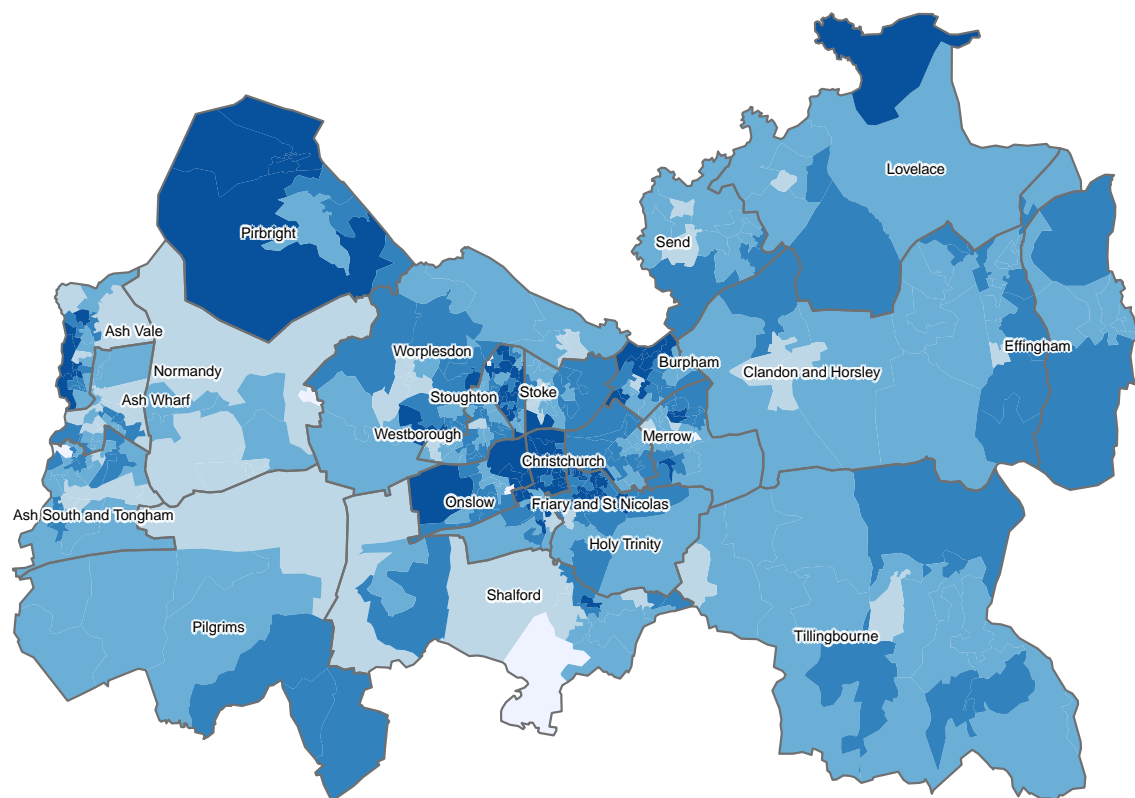 Lovelace
Pirbright
Send
Ash Vale
Effingham
Worplesdon
Burpham
Normandy
Clandon and Horsley
Stoke
Stoughton
Ash Wharf
Westborough
Merrow
Christchurch
Onslow
Friary and St Nicolas
Ash South and Tongham
Holy Trinity
Shalford
Pilgrims
Tillingbourne